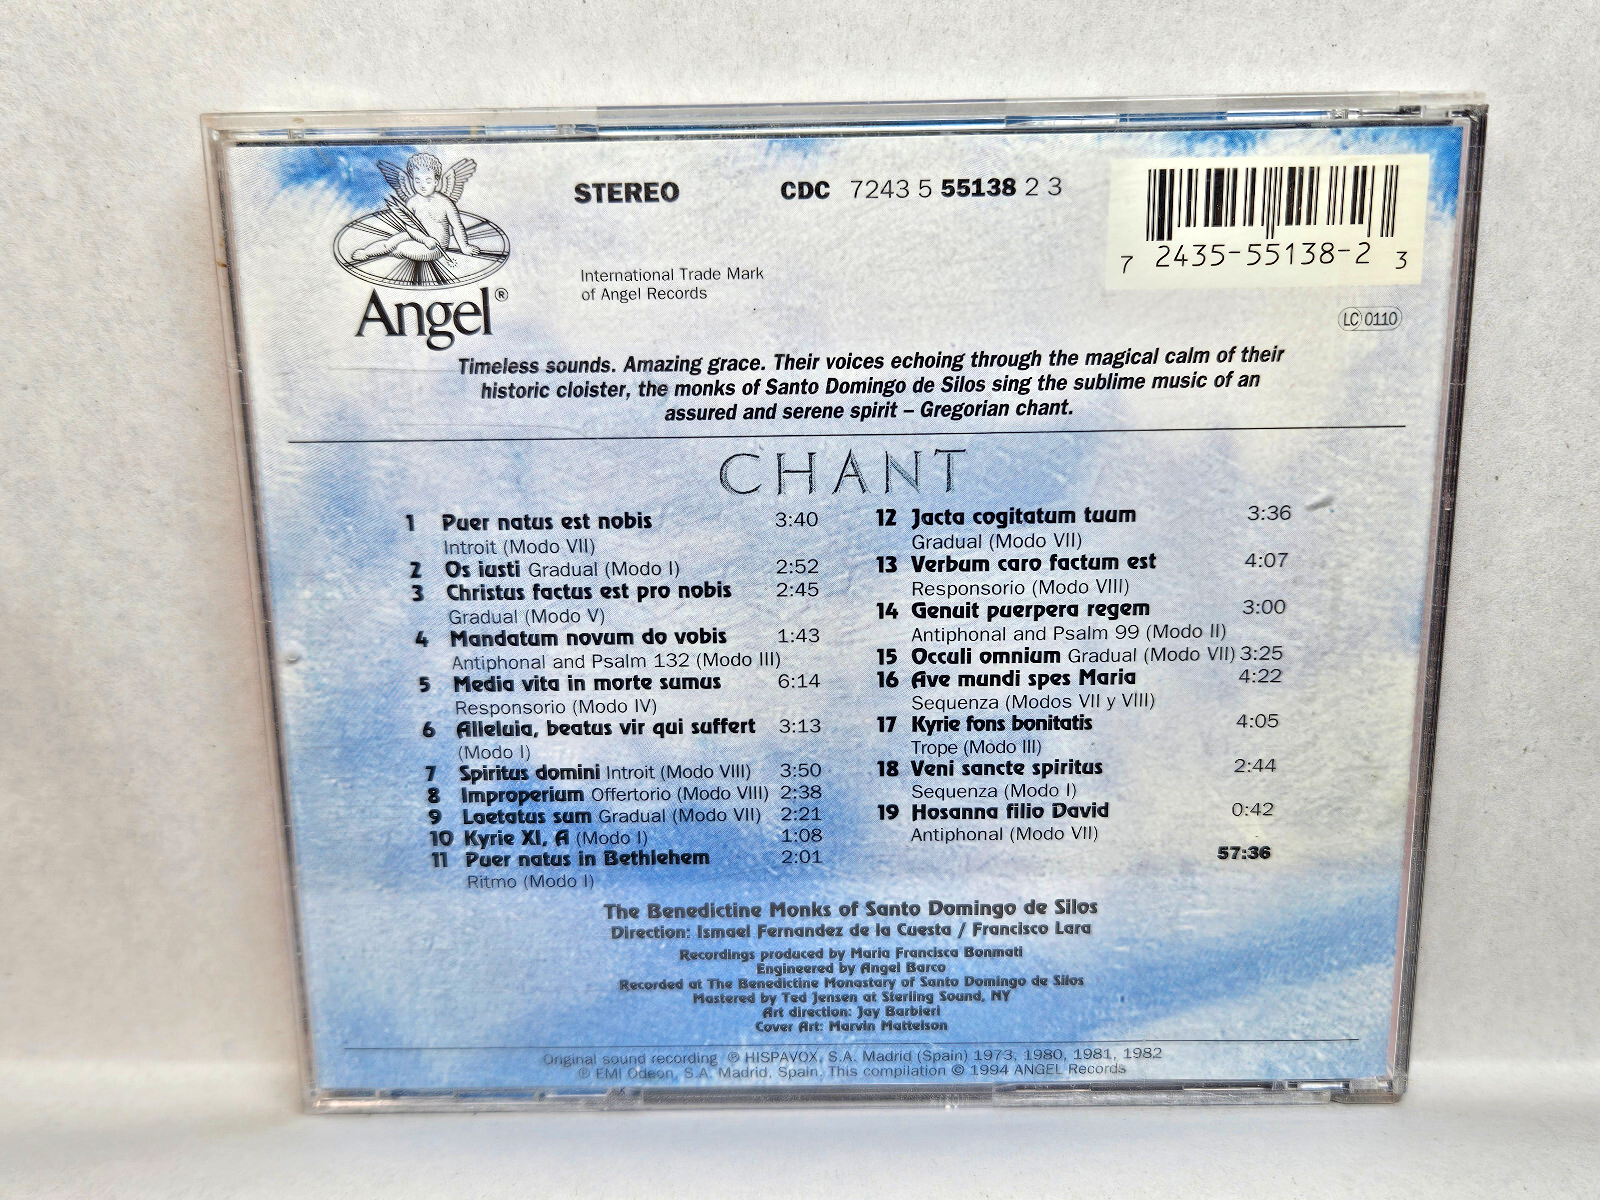 Angel®
STEREO
CDC 7243 5 55138 2 3
International Trade Mark
of Angel Records
7 2435-55138-2 3
LC 0110
Timeless sounds. Amazing grace. Their voices echoing through the magical calm of their
historic cloister, the monks of Santo Domingo de Silos sing the sublime music of an
assured and serene spirit – Gregorian chant.
CHANT
1 Puer natus est nobis 3:40
Introit (Modo VII)
2 Os iusti Gradual (Modo I) 2:52
3 Christus factus est pro nobis 2:45
Gradual (Modo V)
4 Mandatum novum do vobis 1:43
Antiphonal and Psalm 132 (Modo III)
5 Media vita in morte sumus 6:14
Responsorio (Modo IV)
6 Alleluia, beatus vir qui suffert 3:13
(Modo I)
7 Spiritus domini Introit (Modo VIII) 3:50
8 Improperium Offertorio (Modo VIII) 2:38
9 Laetatus sum Gradual (Modo VII) 2:21
10 Kyrie XI, A (Modo I) 1:08
11 Puer natus in Bethlehem 2:01
Ritmo (Modo I)
12 Jacta cogitatum tuum 3:36
Gradual (Modo VII)
13 Verbum caro factum est 4:07
Responsorio (Modo VIII)
14 Genuit puerpera regem 3:00
Antiphonal and Psalm 99 (Modo II)
15 Occuli omnium Gradual (Modo VII) 3:25
16 Ave mundi spes Maria 4:22
Sequenza (Modos VII y VIII)
17 Kyrie fons bonitatis 4:05
Trope (Modo III)
18 Veni sancte spiritus 2:44
Sequenza (Modo I)
19 Hosanna filio David 0:42
Antiphonal (Modo VII)
57:36
The Benedictine Monks of Santo Domingo de Silos
Direction: Ismael Fernandez de la Cuesta / Francisco Lara
Recordings produced by Maria Francisca Bonmati
Engineered by Angel Barco
Recorded at The Benedictine Monastary of Santo Domingo de Silos
Mastered by Ted Jensen at Sterling Sound, NY
Art direction: Jay Barbieri
Cover Art: Marvin Mattelson
Original sound recording ℗ HISPAVOX, S.A. Madrid (Spain) 1973, 1980, 1981, 1982
℗ EMI Odeon, S.A. Madrid, Spain. This compilation © 1994 ANGEL Records